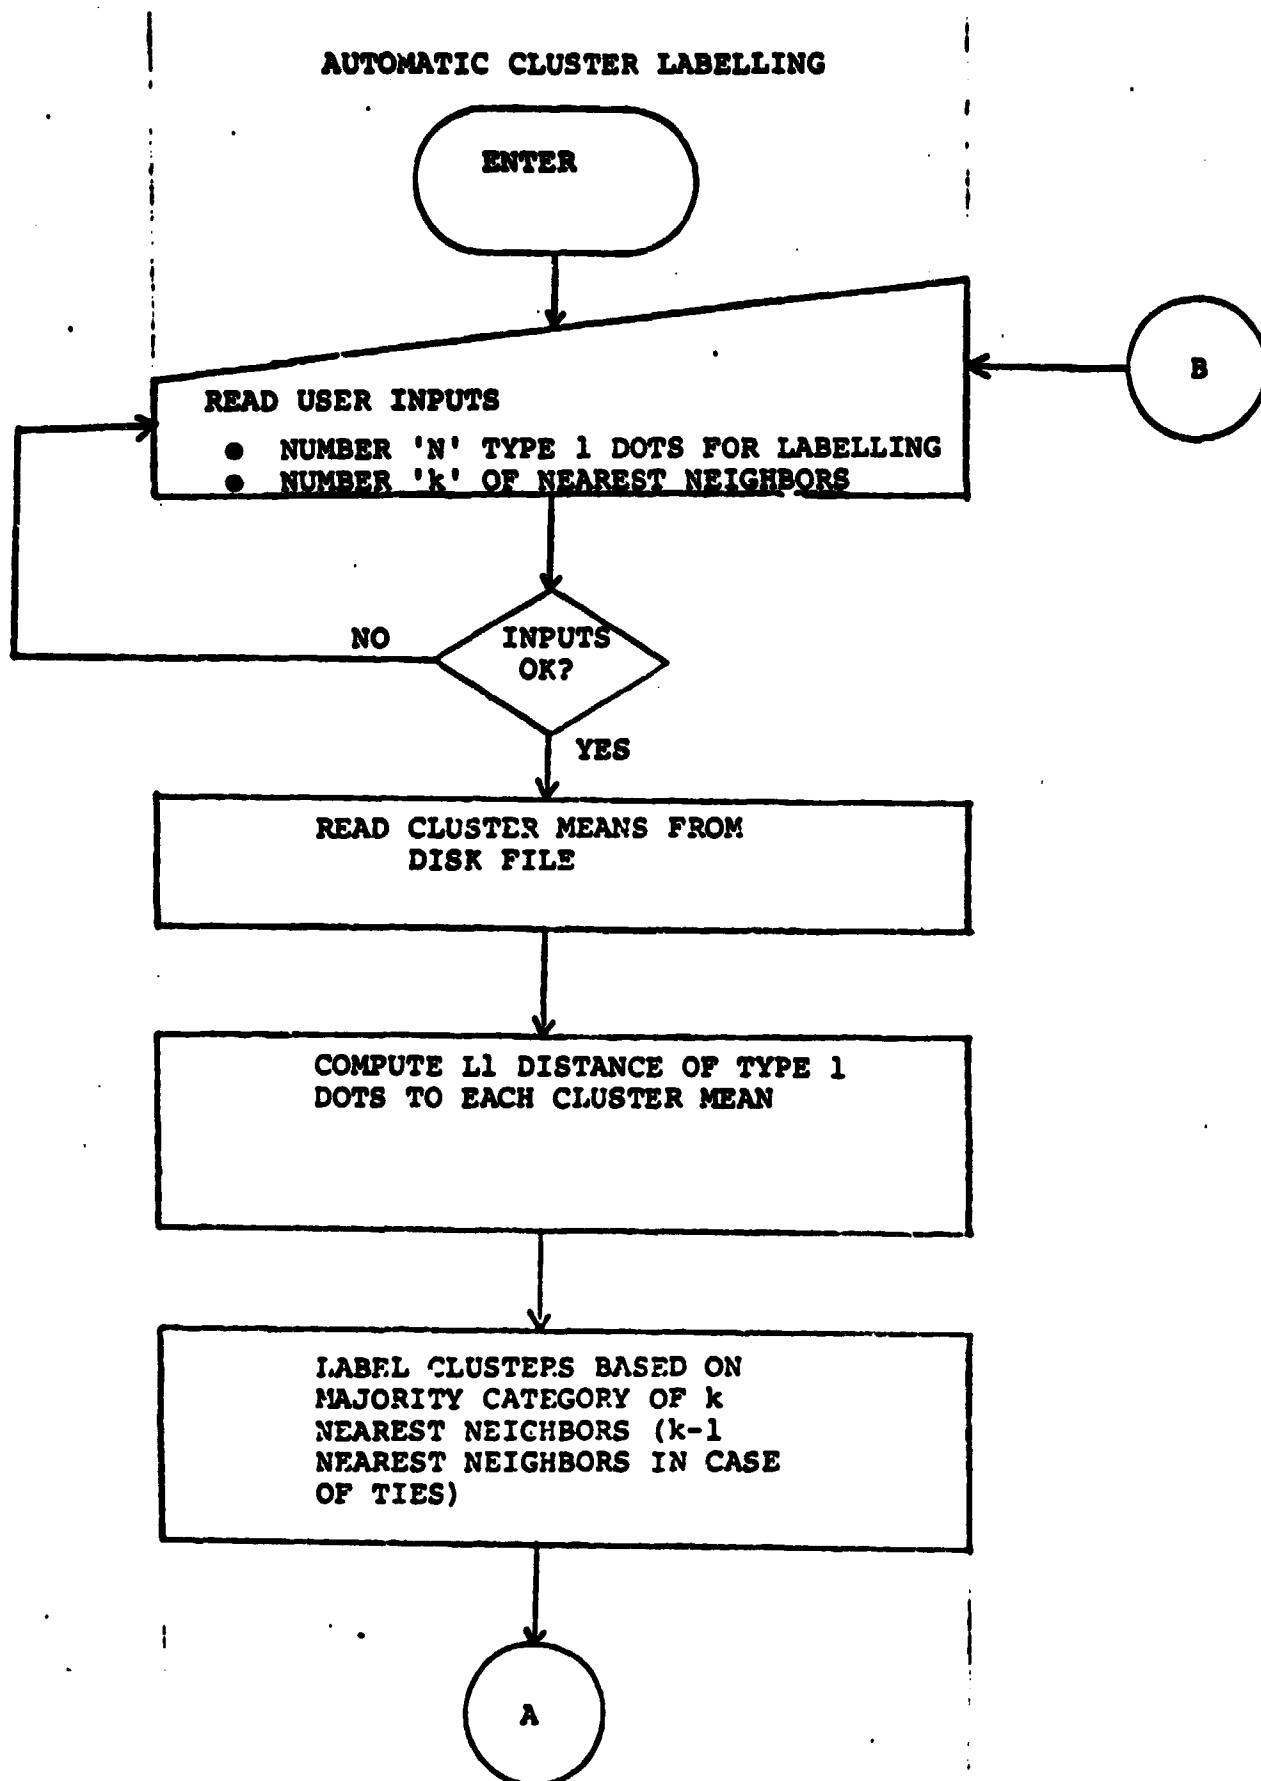 AUTOMATIC CLUSTER LABELLING
ENTER
B
READ USER INPUTS
● NUMBER 'N' TYPE 1 DOTS FOR LABELLING
● NUMBER 'k' OF NEAREST NEIGHBORS
NO
INPUTS
OK?
YES
READ CLUSTER MEANS FROM
DISK FILE
COMPUTE L1 DISTANCE OF TYPE 1
DOTS TO EACH CLUSTER MEAN
LABEL CLUSTERS BASED ON
MAJORITY CATEGORY OF k
NEAREST NEIGHBORS (k-1
NEAREST NEIGHBORS IN CASE
OF TIES)
A